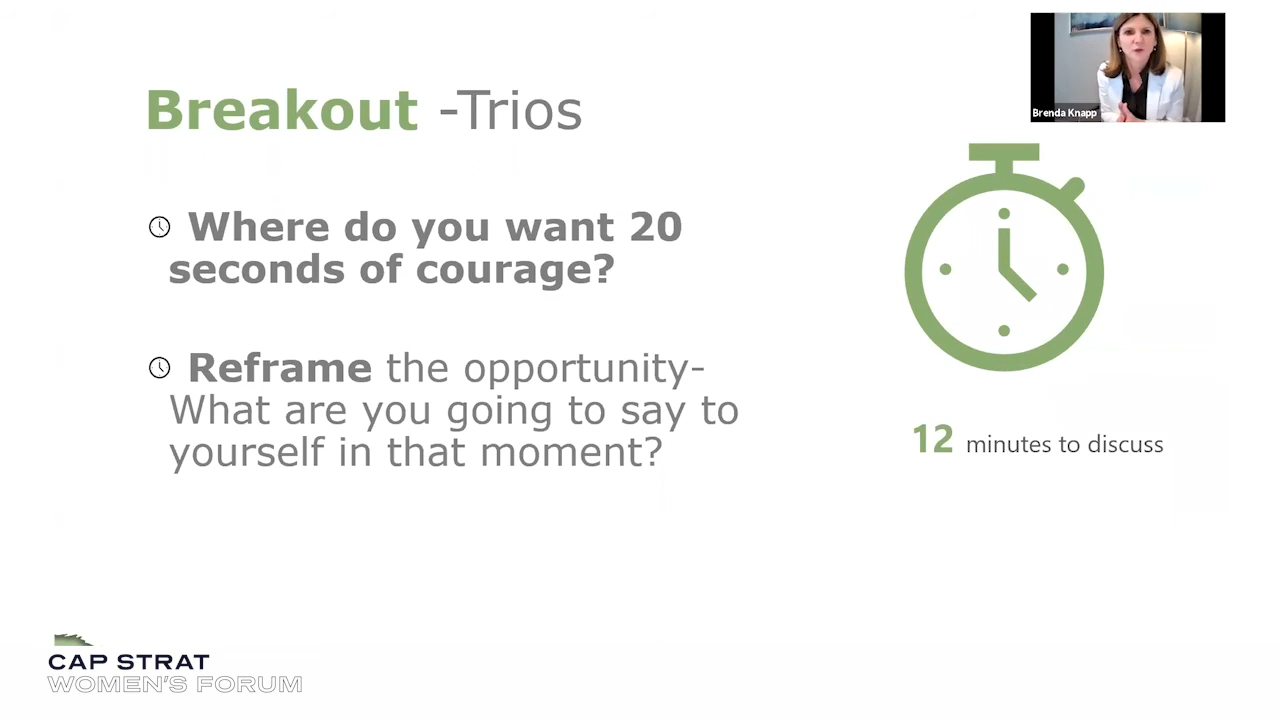 Breakout -Trios
Brenda Knapp
Where do you want 20
seconds of courage?
Reframe the opportunity-
What are you going to say to
yourself in that moment?
12 minutes to discuss
CAP STRAT
WOMEN'S FORUM